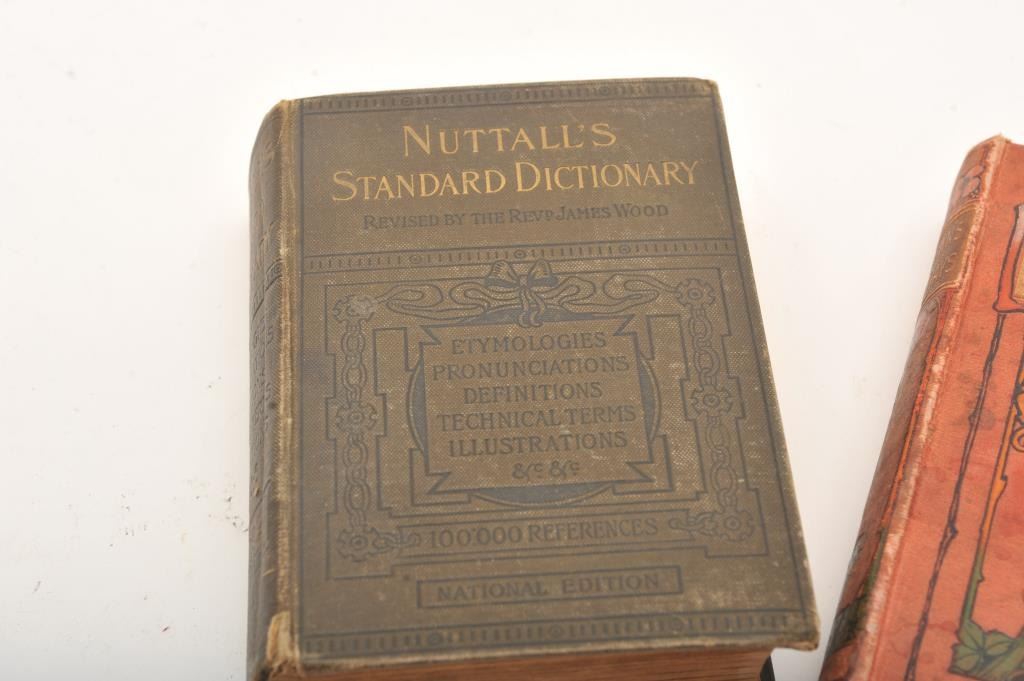 NUTTALL'S
STANDARD DICTIONARY
REVISED BY THE REVD JAMES WOOD
ETYMOLOGIES
PRONUNCIATIONS
DEFINITIONS
TECHNICAL TERMS
ILLUSTRATIONS
&c &c
100'000 REFERENCES
NATIONAL EDITION